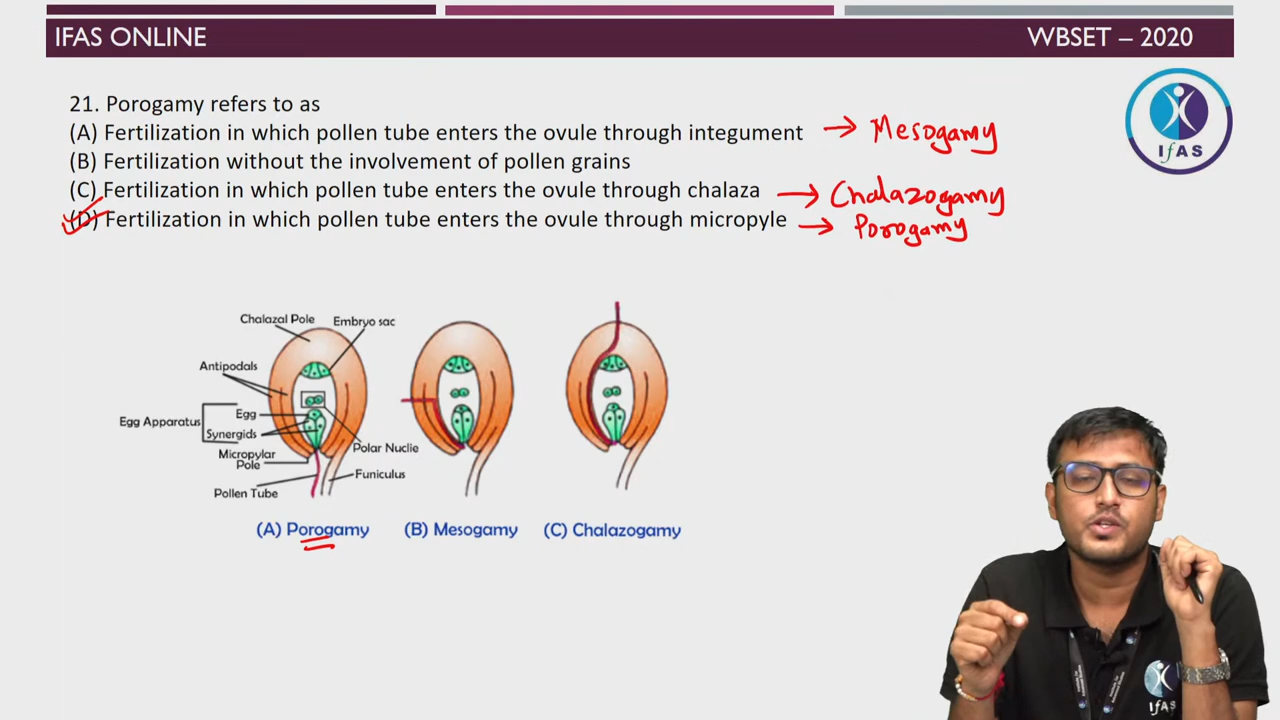 IFAS ONLINE
WBSET – 2020
21. Porogamy refers to as
(A) Fertilization in which pollen tube enters the ovule through integument → Mesogamy
(B) Fertilization without the involvement of pollen grains
(C) Fertilization in which pollen tube enters the ovule through chalaza → Chalazogamy
(D) Fertilization in which pollen tube enters the ovule through micropyle → Porogamy
IFAS
Chalazal Pole
Embryo sac
Antipodals
Egg Apparatus
Egg
Synergids
Micropylar
Pole
Polar Nuclie
Funiculus
Pollen Tube
(A) Porogamy
(B) Mesogamy
(C) Chalazogamy
IFAS